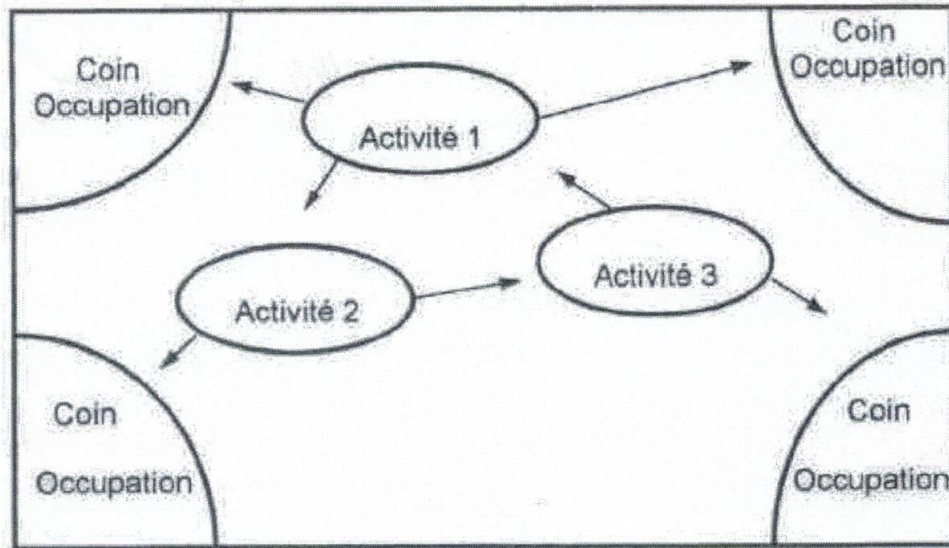 Coin
Occupation
Coin
Occupation
Activité 1
Activité 3
Activité 2
Coin
Occupation
Coin
Occupation